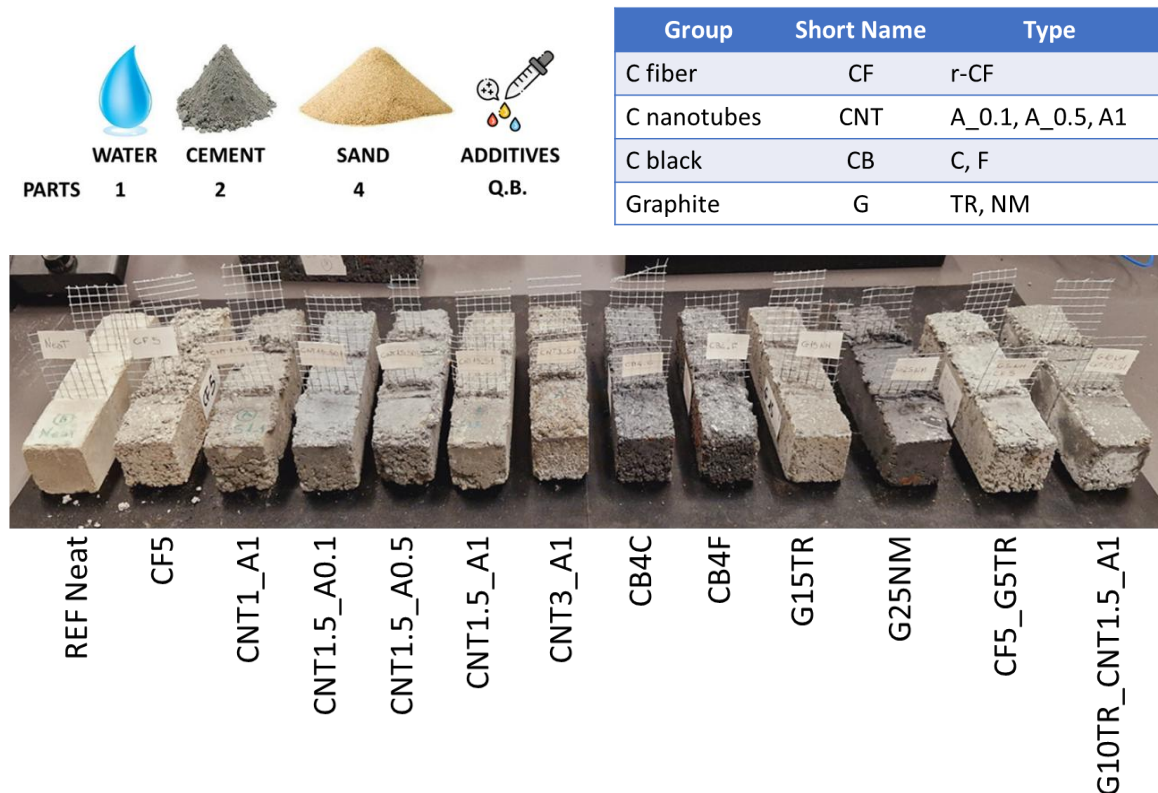 WATER CEMENT SAND ADDITIVES
PARTS 1 2 4 Q.B.
Group Short Name Type
C fiber CF r-CF
C nanotubes CNT A_0.1, A_0.5, A1
C black CB C, F
Graphite G TR, NM
Neat
CF5
CF5
Neat
REF Neat
CF5
CNT1_A1
CNT1.5_A0.1
CNT1.5_A0.5
CNT1.5_A1
CNT3_A1
CB4C
CB4F
G15TR
G25NM
CF5_G5TR
G10TR_CNT1.5_A1